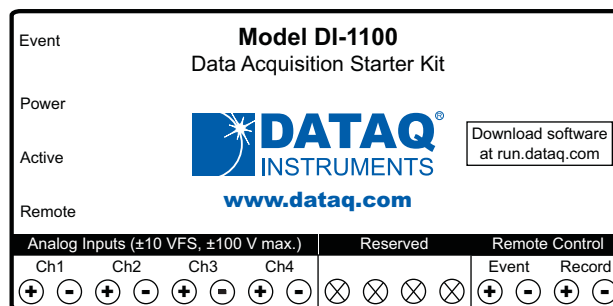 Event
Model DI-1100
Data Acquisition Starter Kit
Power
DATAQ®
INSTRUMENTS
Download software
at run.dataq.com
Active
www.dataq.com
Remote
Analog Inputs (±10 VFS, ±100 V max.) Reserved Remote Control
Ch1 Ch2 Ch3 Ch4 Event Record
+ - + - + - + - + - + -